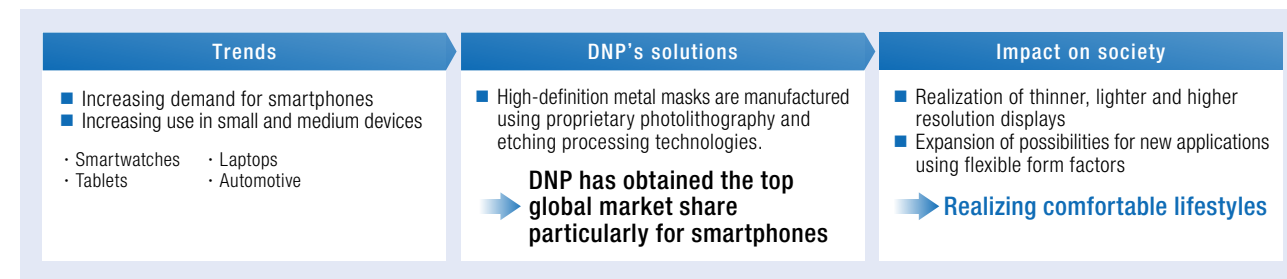 Trends
■ Increasing demand for smartphones
■ Increasing use in small and medium devices
・Smartwatches ・Laptops
・Tablets ・Automotive
DNP's solutions
■ High-definition metal masks are manufactured
using proprietary photolithography and
etching processing technologies.
DNP has obtained the top
global market share
particularly for smartphones
Impact on society
■ Realization of thinner, lighter and higher
resolution displays
■ Expansion of possibilities for new applications
using flexible form factors
Realizing comfortable lifestyles